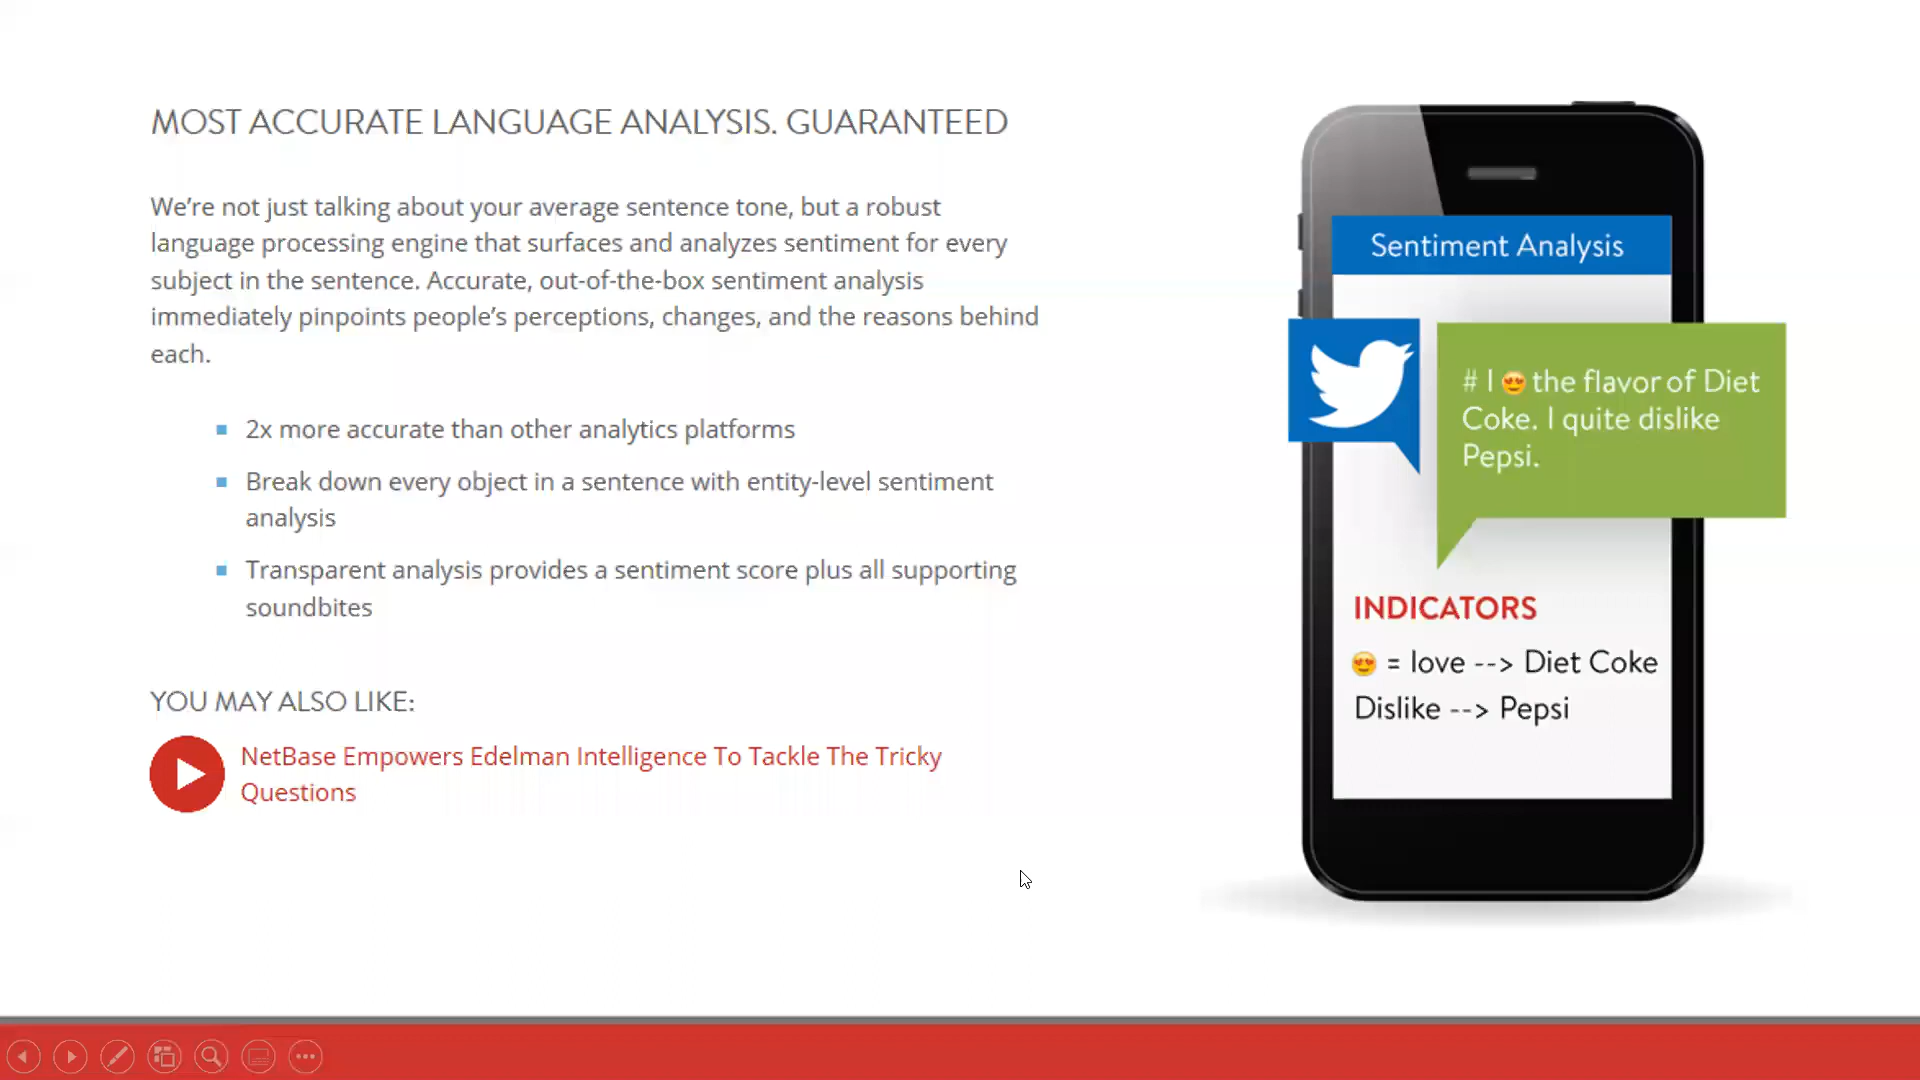 MOST ACCURATE LANGUAGE ANALYSIS. GUARANTEED
We’re not just talking about your average sentence tone, but a robust
language processing engine that surfaces and analyzes sentiment for every
subject in the sentence. Accurate, out-of-the-box sentiment analysis
immediately pinpoints people’s perceptions, changes, and the reasons behind
each.
2x more accurate than other analytics platforms
Break down every object in a sentence with entity-level sentiment
analysis
Transparent analysis provides a sentiment score plus all supporting
soundbites
YOU MAY ALSO LIKE:
NetBase Empowers Edelman Intelligence To Tackle The Tricky
Questions
Sentiment Analysis
# I 😍 the flavor of Diet
Coke. I quite dislike
Pepsi.
INDICATORS
😍 = love --> Diet Coke
Dislike --> Pepsi